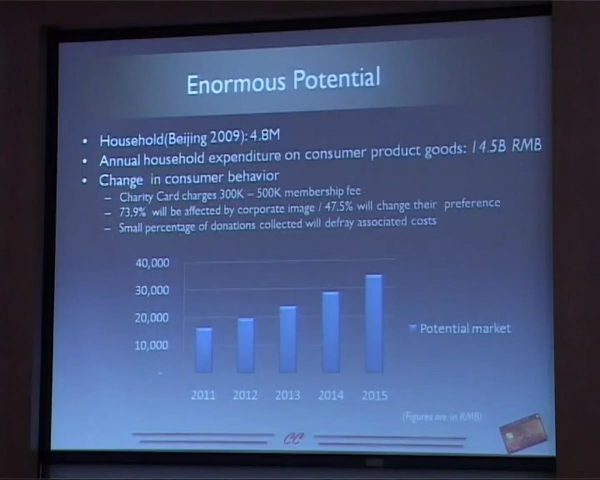 Enormous Potential
• Household(Beijing 2009): 4.8M
• Annual household expenditure on consumer product goods: 14.5B RMB
• Change in consumer behavior
– Charity Card charges 300K – 500K membership fee
– 73.9% will be affected by corporate image / 47.5% will change their preference
– Small percentage of donations collected will defray associated costs
40,000
30,000
20,000
10,000
-
2011 2012 2013 2014 2015
Potential market
(Figures are in RMB)
CC